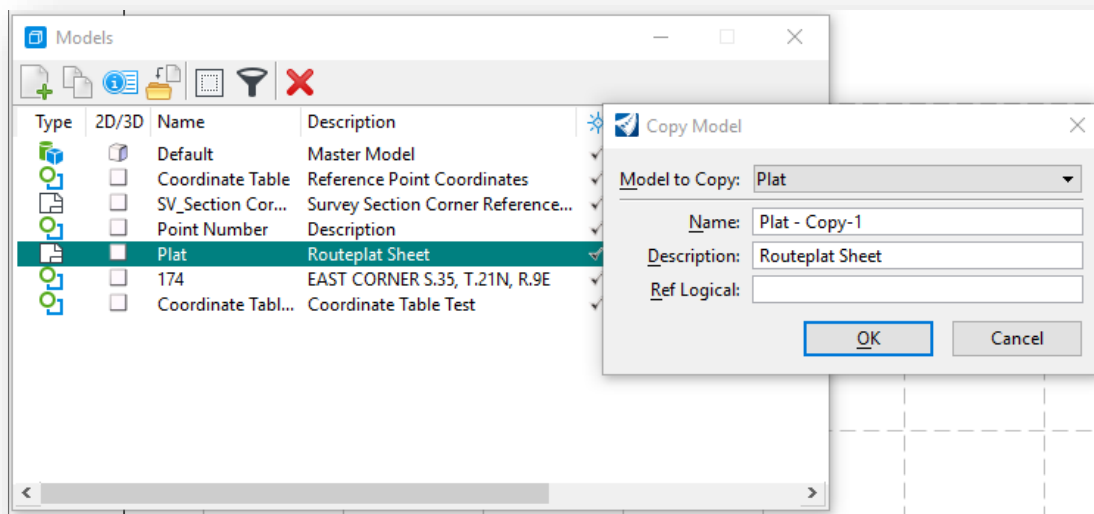 Models
Type 2D/3D Name Description
Default Master Model
Coordinate Table Reference Point Coordinates
SV_Section Cor... Survey Section Corner Reference...
Point Number Description
Plat Routeplat Sheet
174 EAST CORNER S.35, T.21N, R.9E
Coordinate Tabl... Coordinate Table Test
Copy Model
Model to Copy: Plat
Name: Plat - Copy-1
Description: Routeplat Sheet
Ref Logical:
OK Cancel